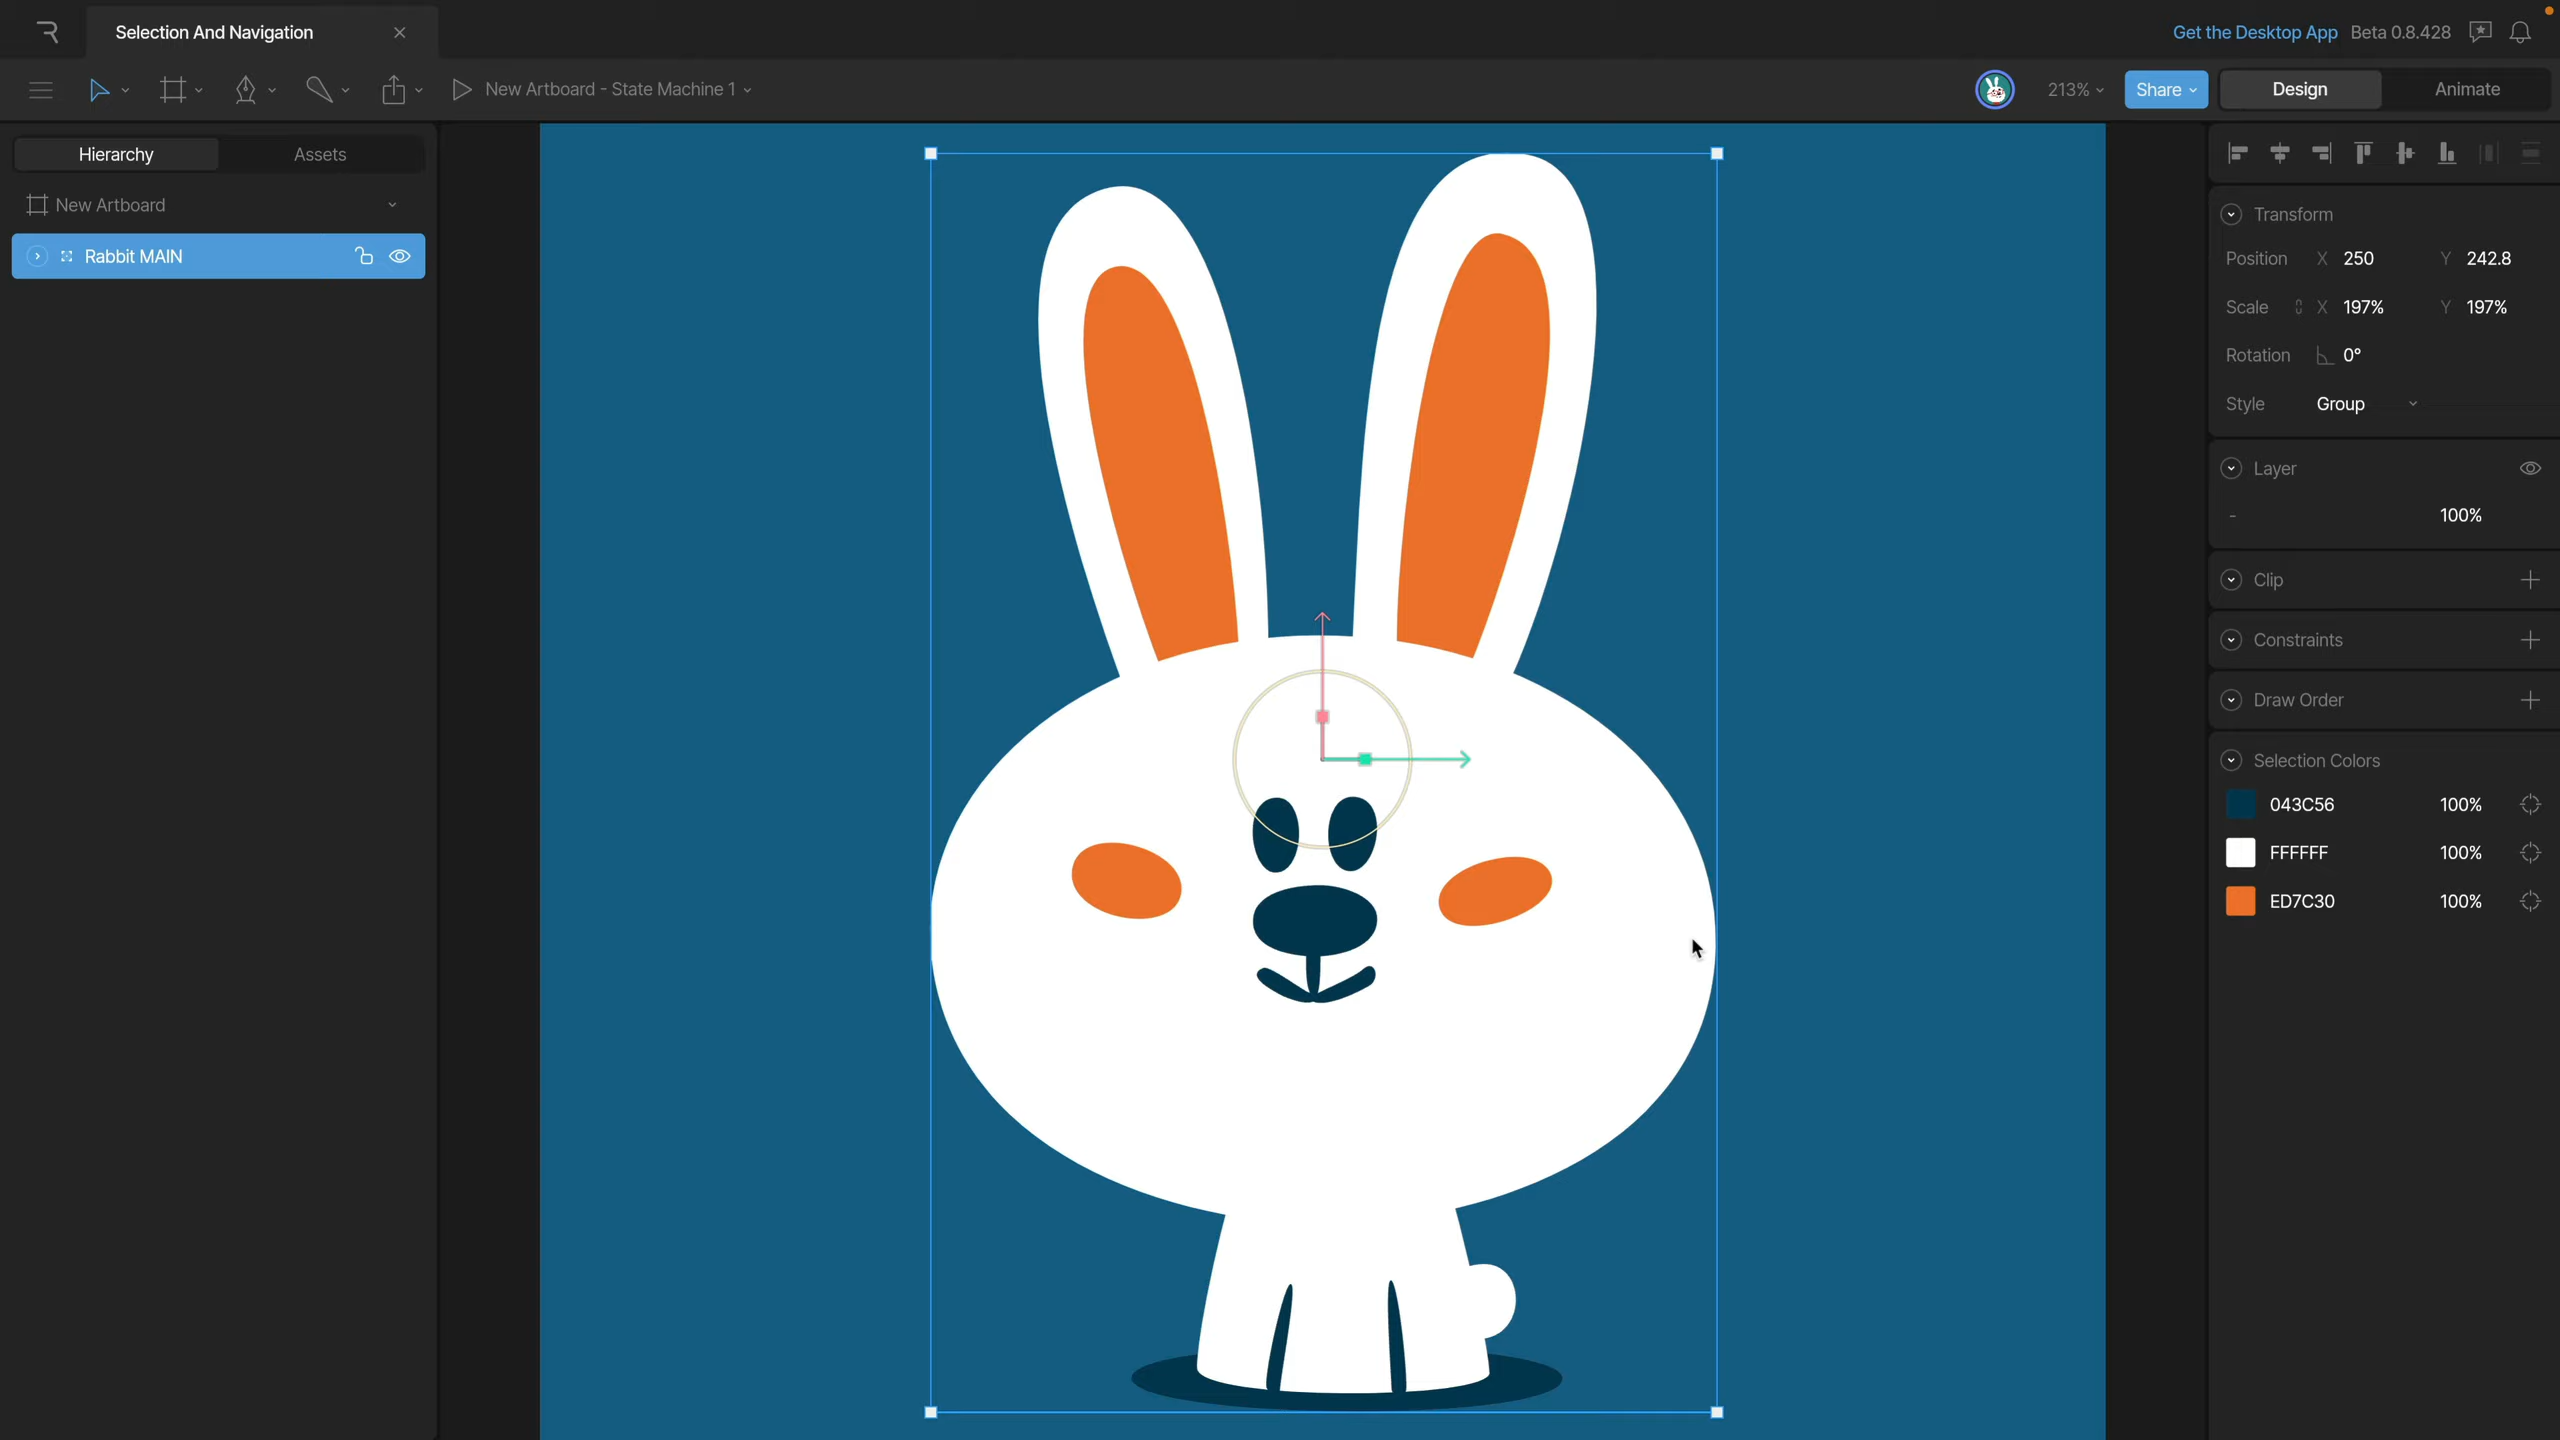 Selection And Navigation
Get the Desktop App Beta 0.8.428
New Artboard - State Machine 1
213%
Share
Design
Animate
Hierarchy
Assets
New Artboard
Rabbit MAIN
Transform
Position X 250 Y 242.8
Scale X 197% Y 197%
Rotation 0°
Style Group
Layer
- 100%
Clip
Constraints
Draw Order
Selection Colors
043C56 100%
FFFFFF 100%
ED7C30 100%